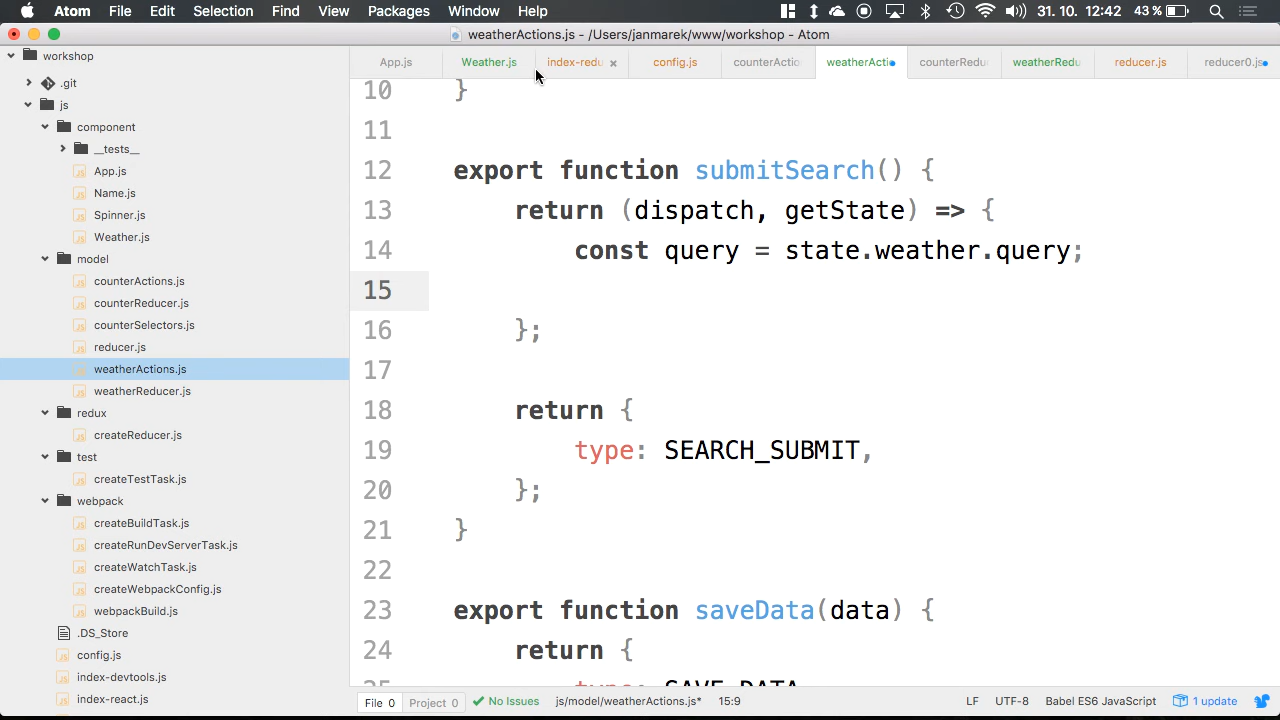 Atom File Edit Selection Find View Packages Window Help 31. 10. 12:42 43 %
weatherActions.js - /Users/janmarek/www/workshop - Atom
workshop
.git
js
component
__tests__
App.js
Name.js
Spinner.js
Weather.js
model
counterActions.js
counterReducer.js
counterSelectors.js
reducer.js
weatherActions.js
weatherReducer.js
redux
createReducer.js
test
createTestTask.js
webpack
createBuildTask.js
createRunDevServerTask.js
createWatchTask.js
createWebpackConfig.js
webpackBuild.js
.DS_Store
config.js
index-devtools.js
index-react.js
App.js Weather.js index-redu config.js counterActio weatherActi counterRedu weatherRedu reducer.js reducer0.js
10 }
11
12 export function submitSearch() {
13 return (dispatch, getState) => {
14 const query = state.weather.query;
15
16 };
17
18 return {
19 type: SEARCH_SUBMIT,
20 };
21 }
22
23 export function saveData(data) {
24 return {
25 type: SAVE_DATA
File 0 Project 0 No Issues js/model/weatherActions.js* 15:9 LF UTF-8 Babel ES6 JavaScript 1 update